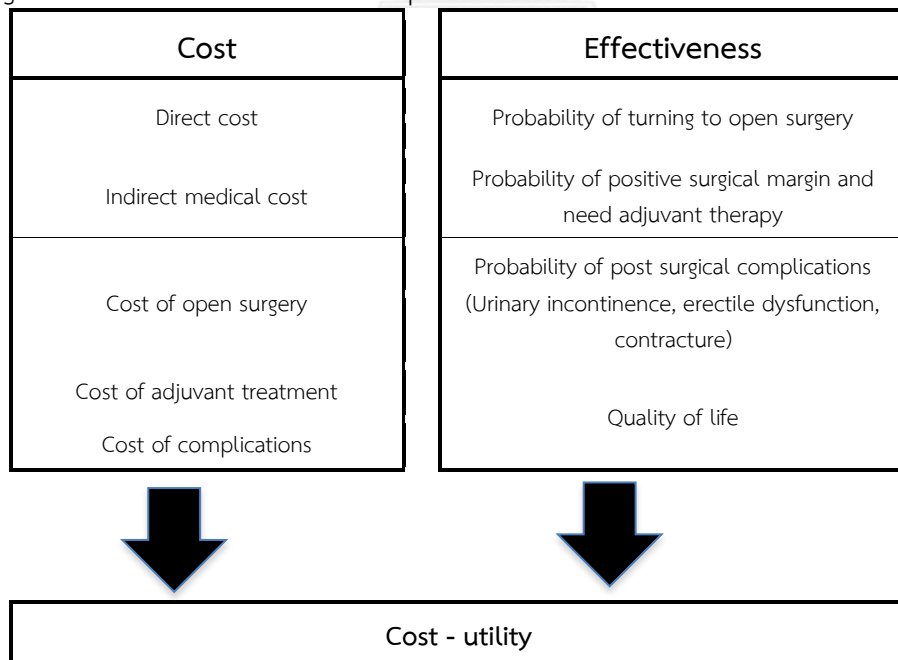 Cost
Direct cost
Indirect medical cost
Cost of open surgery
Cost of adjuvant treatment
Cost of complications
Effectiveness
Probability of turning to open surgery
Probability of positive surgical margin and
need adjuvant therapy
Probability of post surgical complications
(Urinary incontinence, erectile dysfunction,
contracture)
Quality of life
Cost - utility